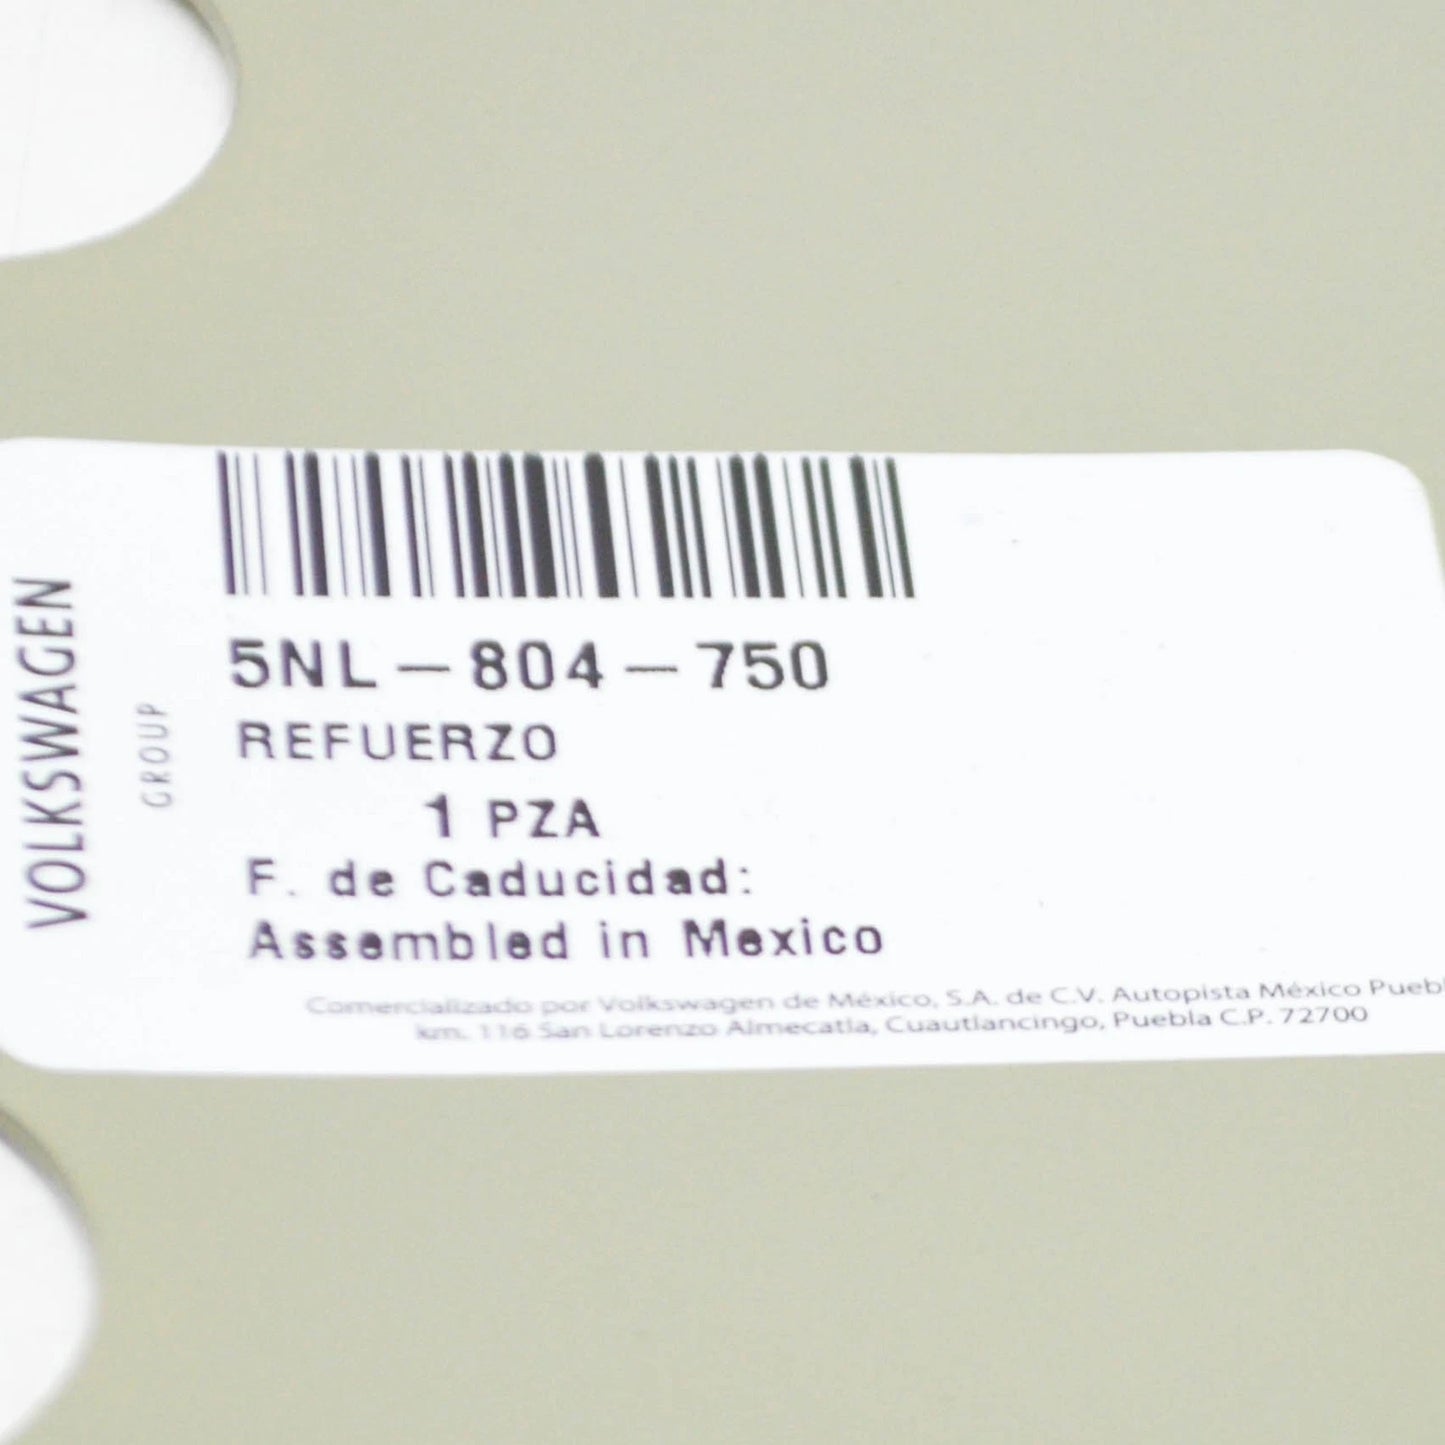 VOLKSWAGEN
GROUP
5NL-804-750
REFUERZO
1 PZA
F. de Caducidad:
Assembled in Mexico
Comercializado por Volkswagen de México, S.A. de C.V. Autopista México Puebl
km. 116 San Lorenzo Almecatla, Cuautlancingo, Puebla C.P. 72700